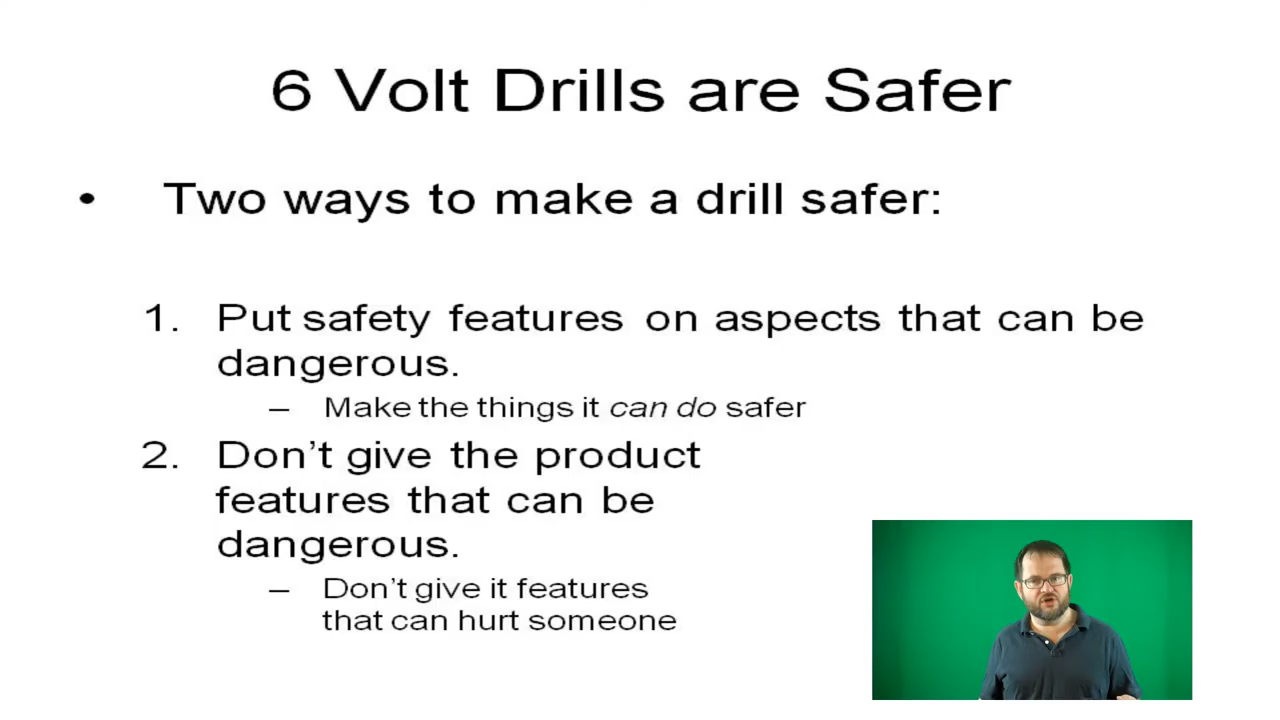 6 Volt Drills are Safer
• Two ways to make a drill safer:
1. Put safety features on aspects that can be
dangerous.
– Make the things it can do safer
2. Don't give the product
features that can be
dangerous.
– Don't give it features
that can hurt someone